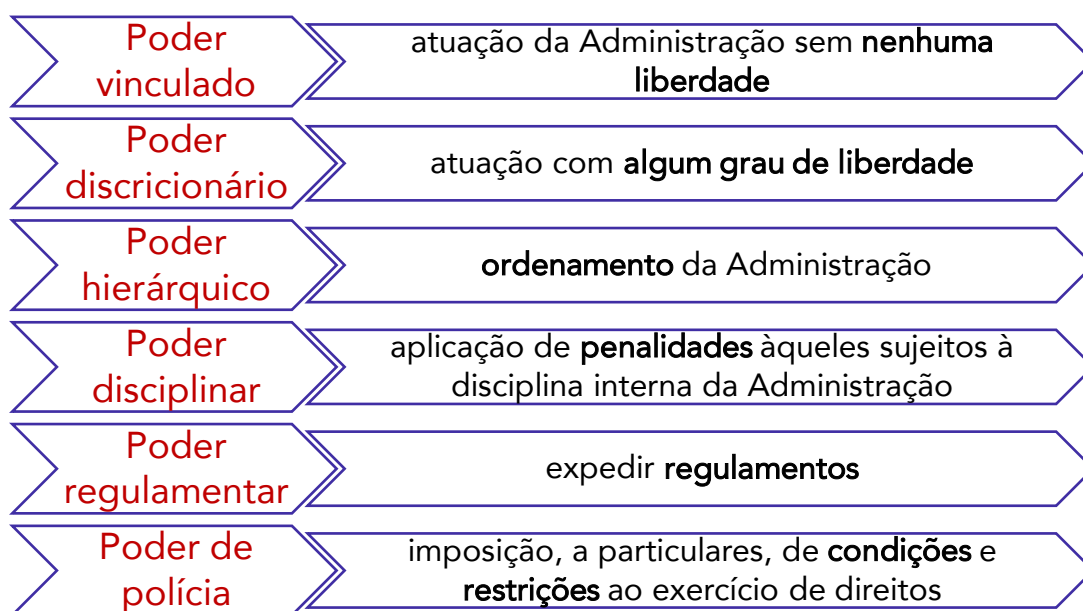 Poder
vinculado
atuação da Administração sem nenhuma
liberdade
Poder
discricionário
atuação com algum grau de liberdade
Poder
hierárquico
ordenamento da Administração
Poder
disciplinar
aplicação de penalidades àqueles sujeitos à
disciplina interna da Administração
Poder
regulamentar
expedir regulamentos
Poder de
polícia
imposição, a particulares, de condições e
restrições ao exercício de direitos